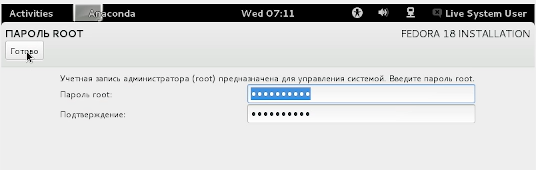 Activities Anaconda Wed 07:11 Live System User
ПАРОЛЬ ROOT FEDORA 18 INSTALLATION
Готово
Учетная запись администратора (root) предназначена для управления системой. Введите пароль root.
Пароль root: ●●●●●●●●●●
Подтверждение: ●●●●●●●●●●